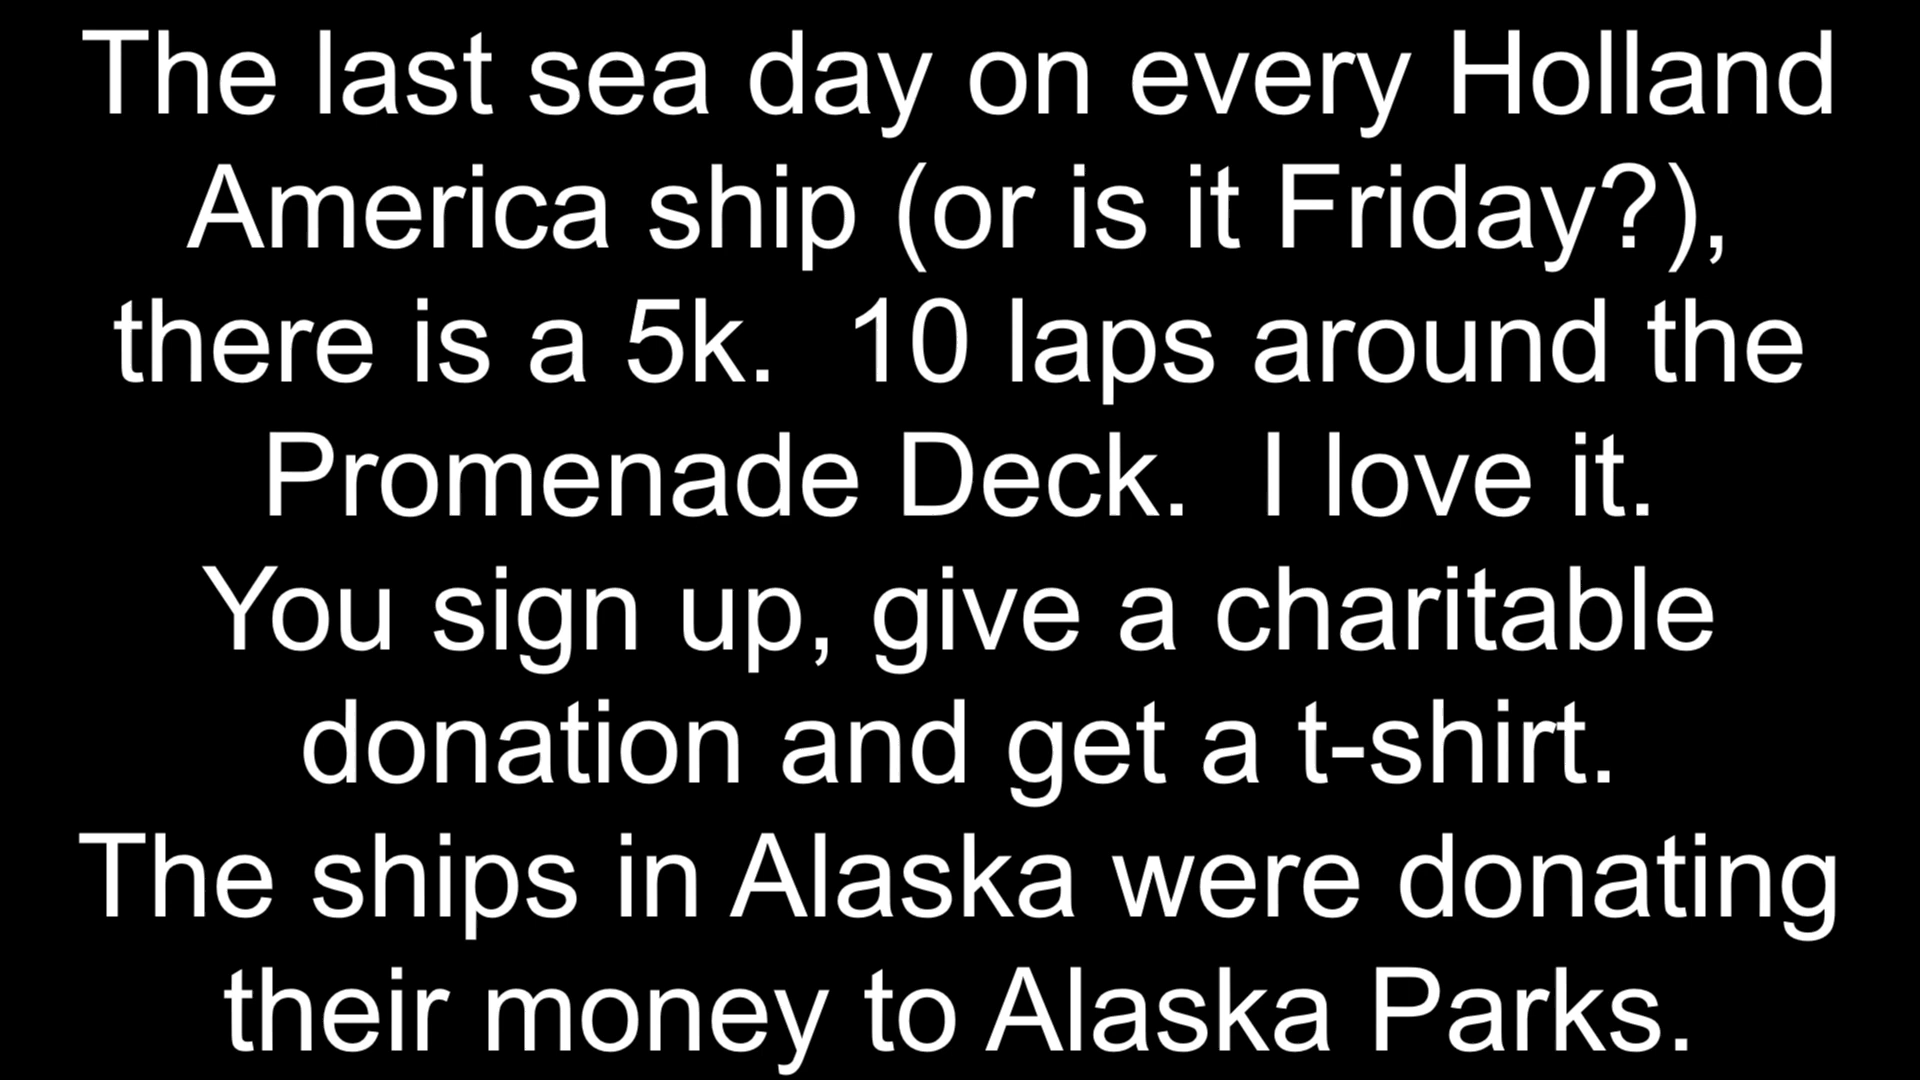 The last sea day on every Holland
America ship (or is it Friday?),
there is a 5k.  10 laps around the
Promenade Deck.  I love it.
You sign up, give a charitable
donation and get a t-shirt.
The ships in Alaska were donating
their money to Alaska Parks.